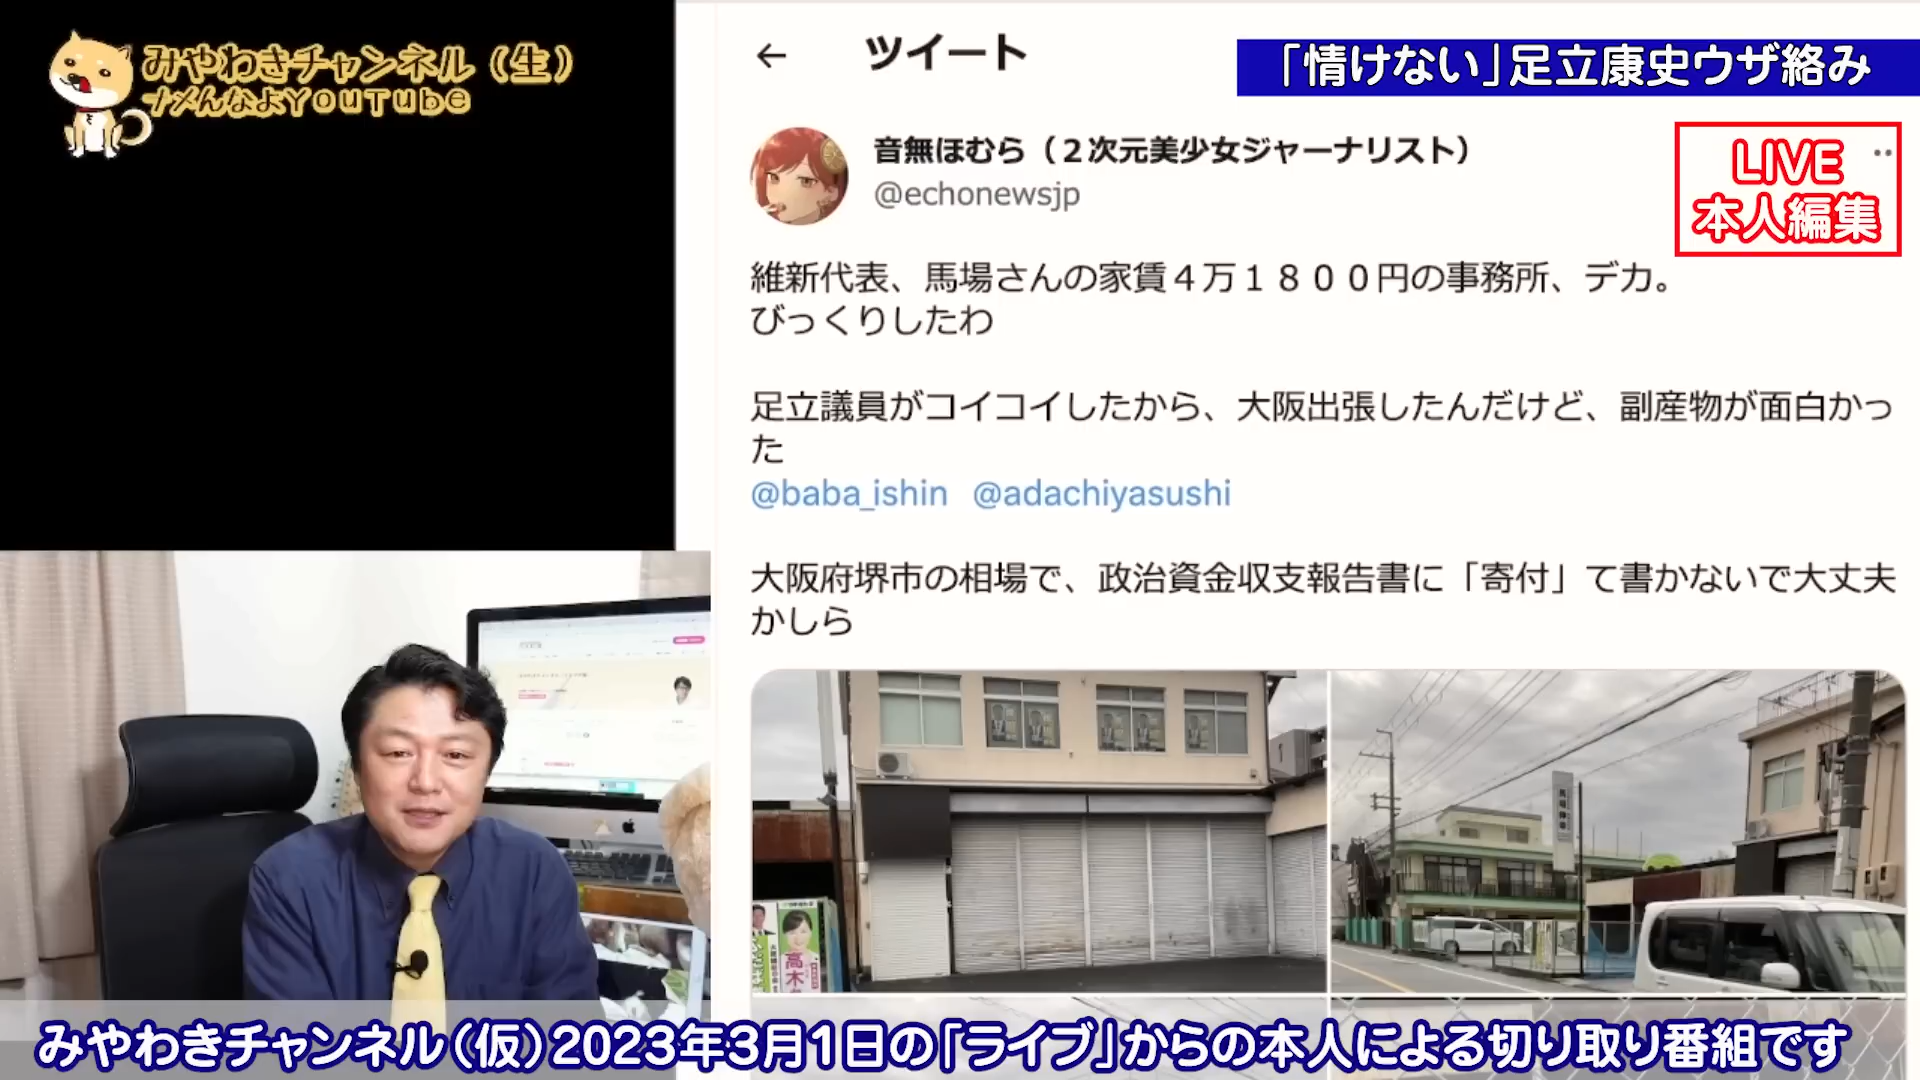 みやわきチャンネル（生）
ナメんなよYouTube
ツイート
「情けない」足立康史ウザ絡み
LIVE
本人編集
音無ほむら（２次元美少女ジャーナリスト）
@echonewsjp
維新代表、馬場さんの家賃４万１８００円の事務所、デカ。
びっくりしたわ
足立議員がコイコイしたから、大阪出張したんだけど、副産物が面白かっ
た
@baba_ishin @adachiyasushi
大阪府堺市の相場で、政治資金収支報告書に「寄付」て書かないで大丈夫
かしら
高木
馬場伸幸
みやわきチャンネル（仮）2023年3月1日の「ライブ」からの本人による切り取り番組です